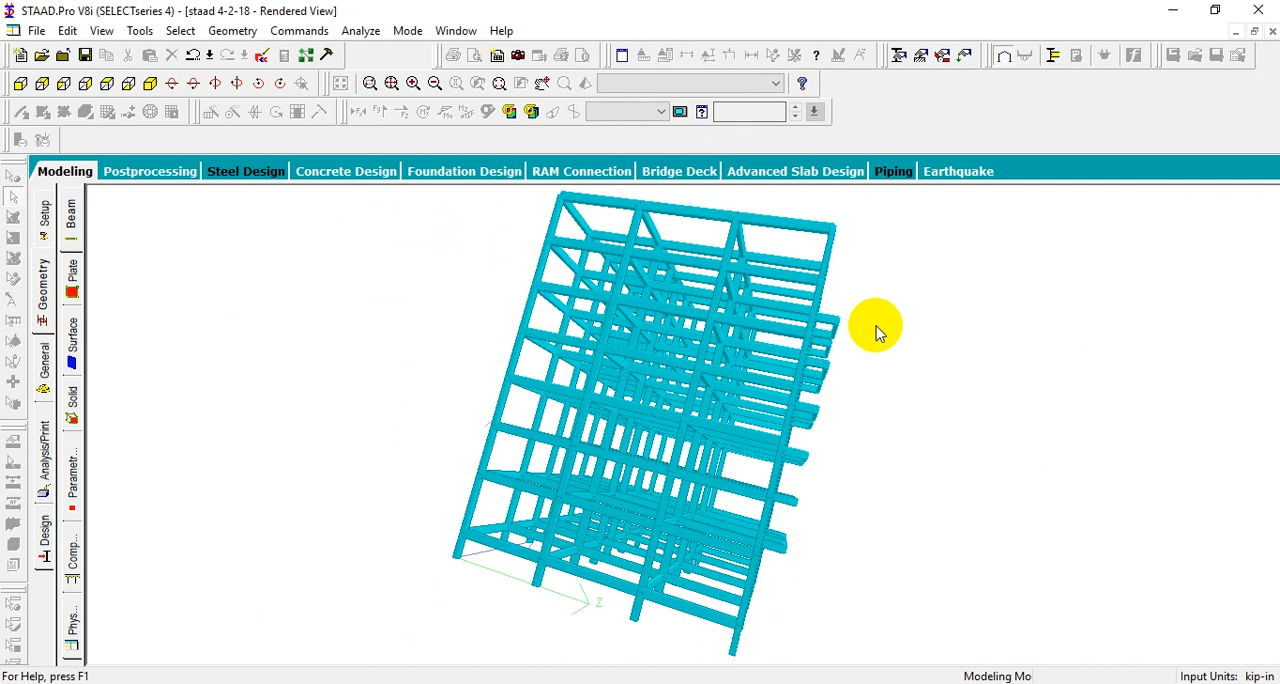 STAAD.Pro V8i (SELECTseries 4) - [staad 4-2-18 - Rendered View]
File Edit View Tools Select Geometry Commands Analyze Mode Window Help
Modeling Postprocessing Steel Design Concrete Design Foundation Design RAM Connection Bridge Deck Advanced Slab Design Piping Earthquake
Setup
Geometry
General
Analysis/Print
Design
Beam
Plate
Surface
Solid
Parametr...
Comp...
Phys...
Z
For Help, press F1
Modeling Mo
Input Units: kip-in